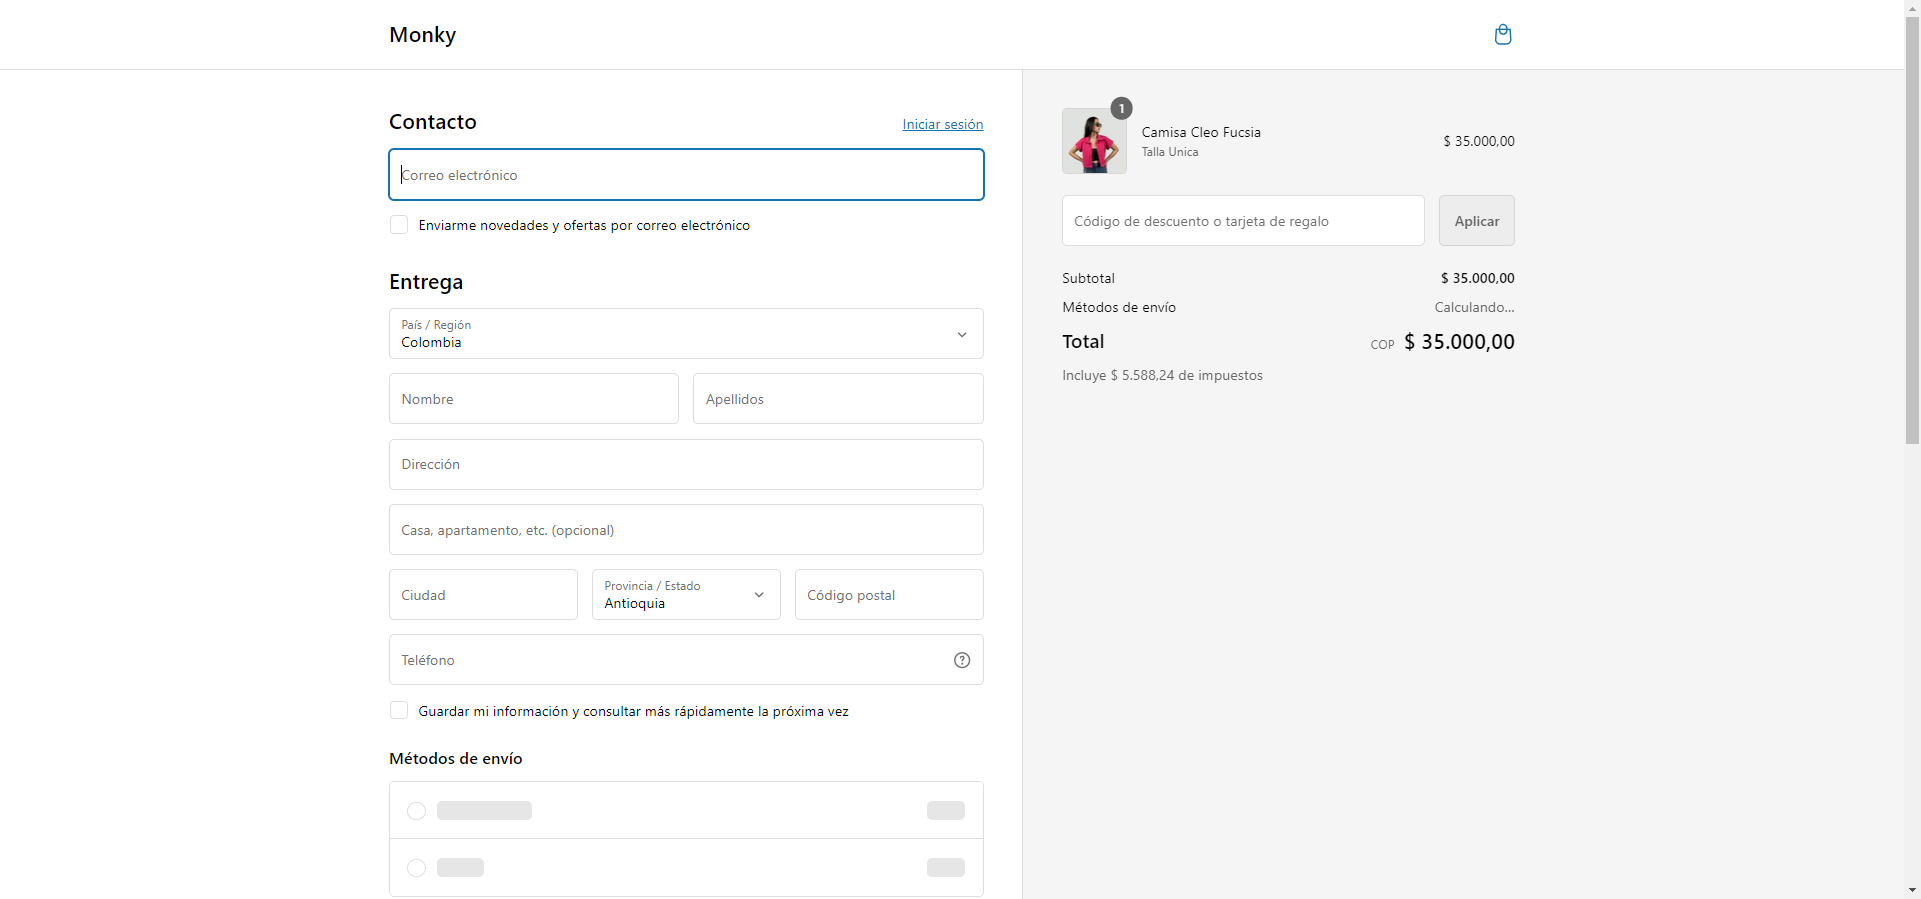 Monky
Contacto
Iniciar sesión
Correo electrónico
Enviarme novedades y ofertas por correo electrónico
Entrega
País / Región
Colombia
Nombre
Apellidos
Dirección
Casa, apartamento, etc. (opcional)
Ciudad
Provincia / Estado
Antioquia
Código postal
Teléfono
Guardar mi información y consultar más rápidamente la próxima vez
Métodos de envío
1
Camisa Cleo Fucsia
Talla Unica
$ 35.000,00
Código de descuento o tarjeta de regalo
Aplicar
Subtotal $ 35.000,00
Métodos de envío Calculando...
Total COP $ 35.000,00
Incluye $ 5.588,24 de impuestos